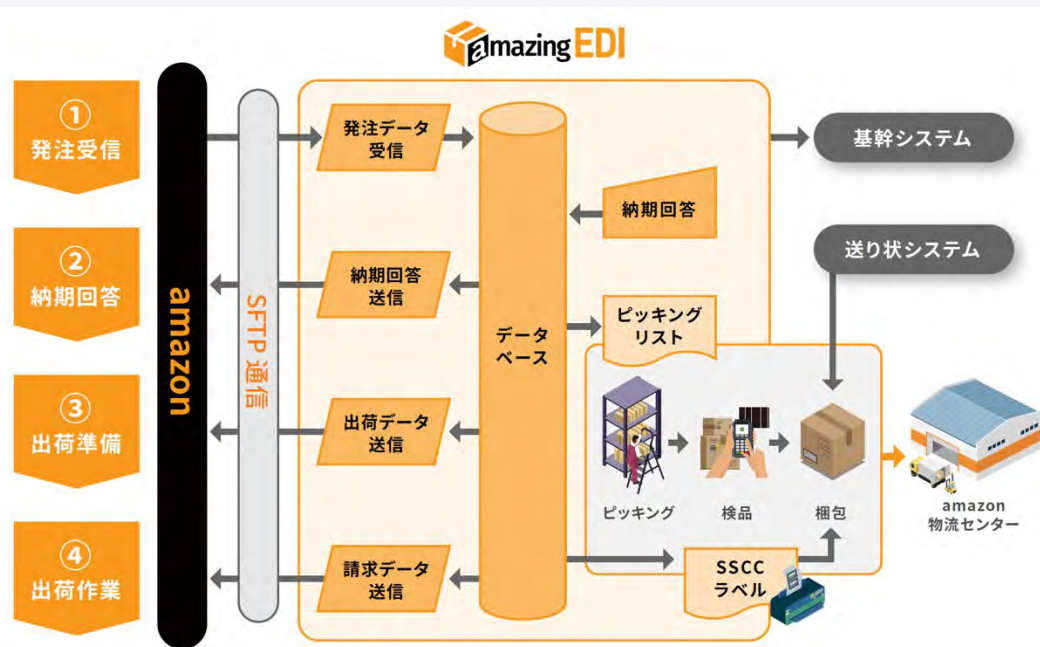 amazing EDI
①
発注受信
②
納期回答
③
出荷準備
④
出荷作業
amazon
SFTP 通信
発注データ
受信
納期回答
送信
出荷データ
送信
請求データ
送信
データ
ベース
納期回答
ピッキング
リスト
ピッキング
検品
梱包
SSCC
ラベル
基幹システム
送り状システム
amazon
物流センター